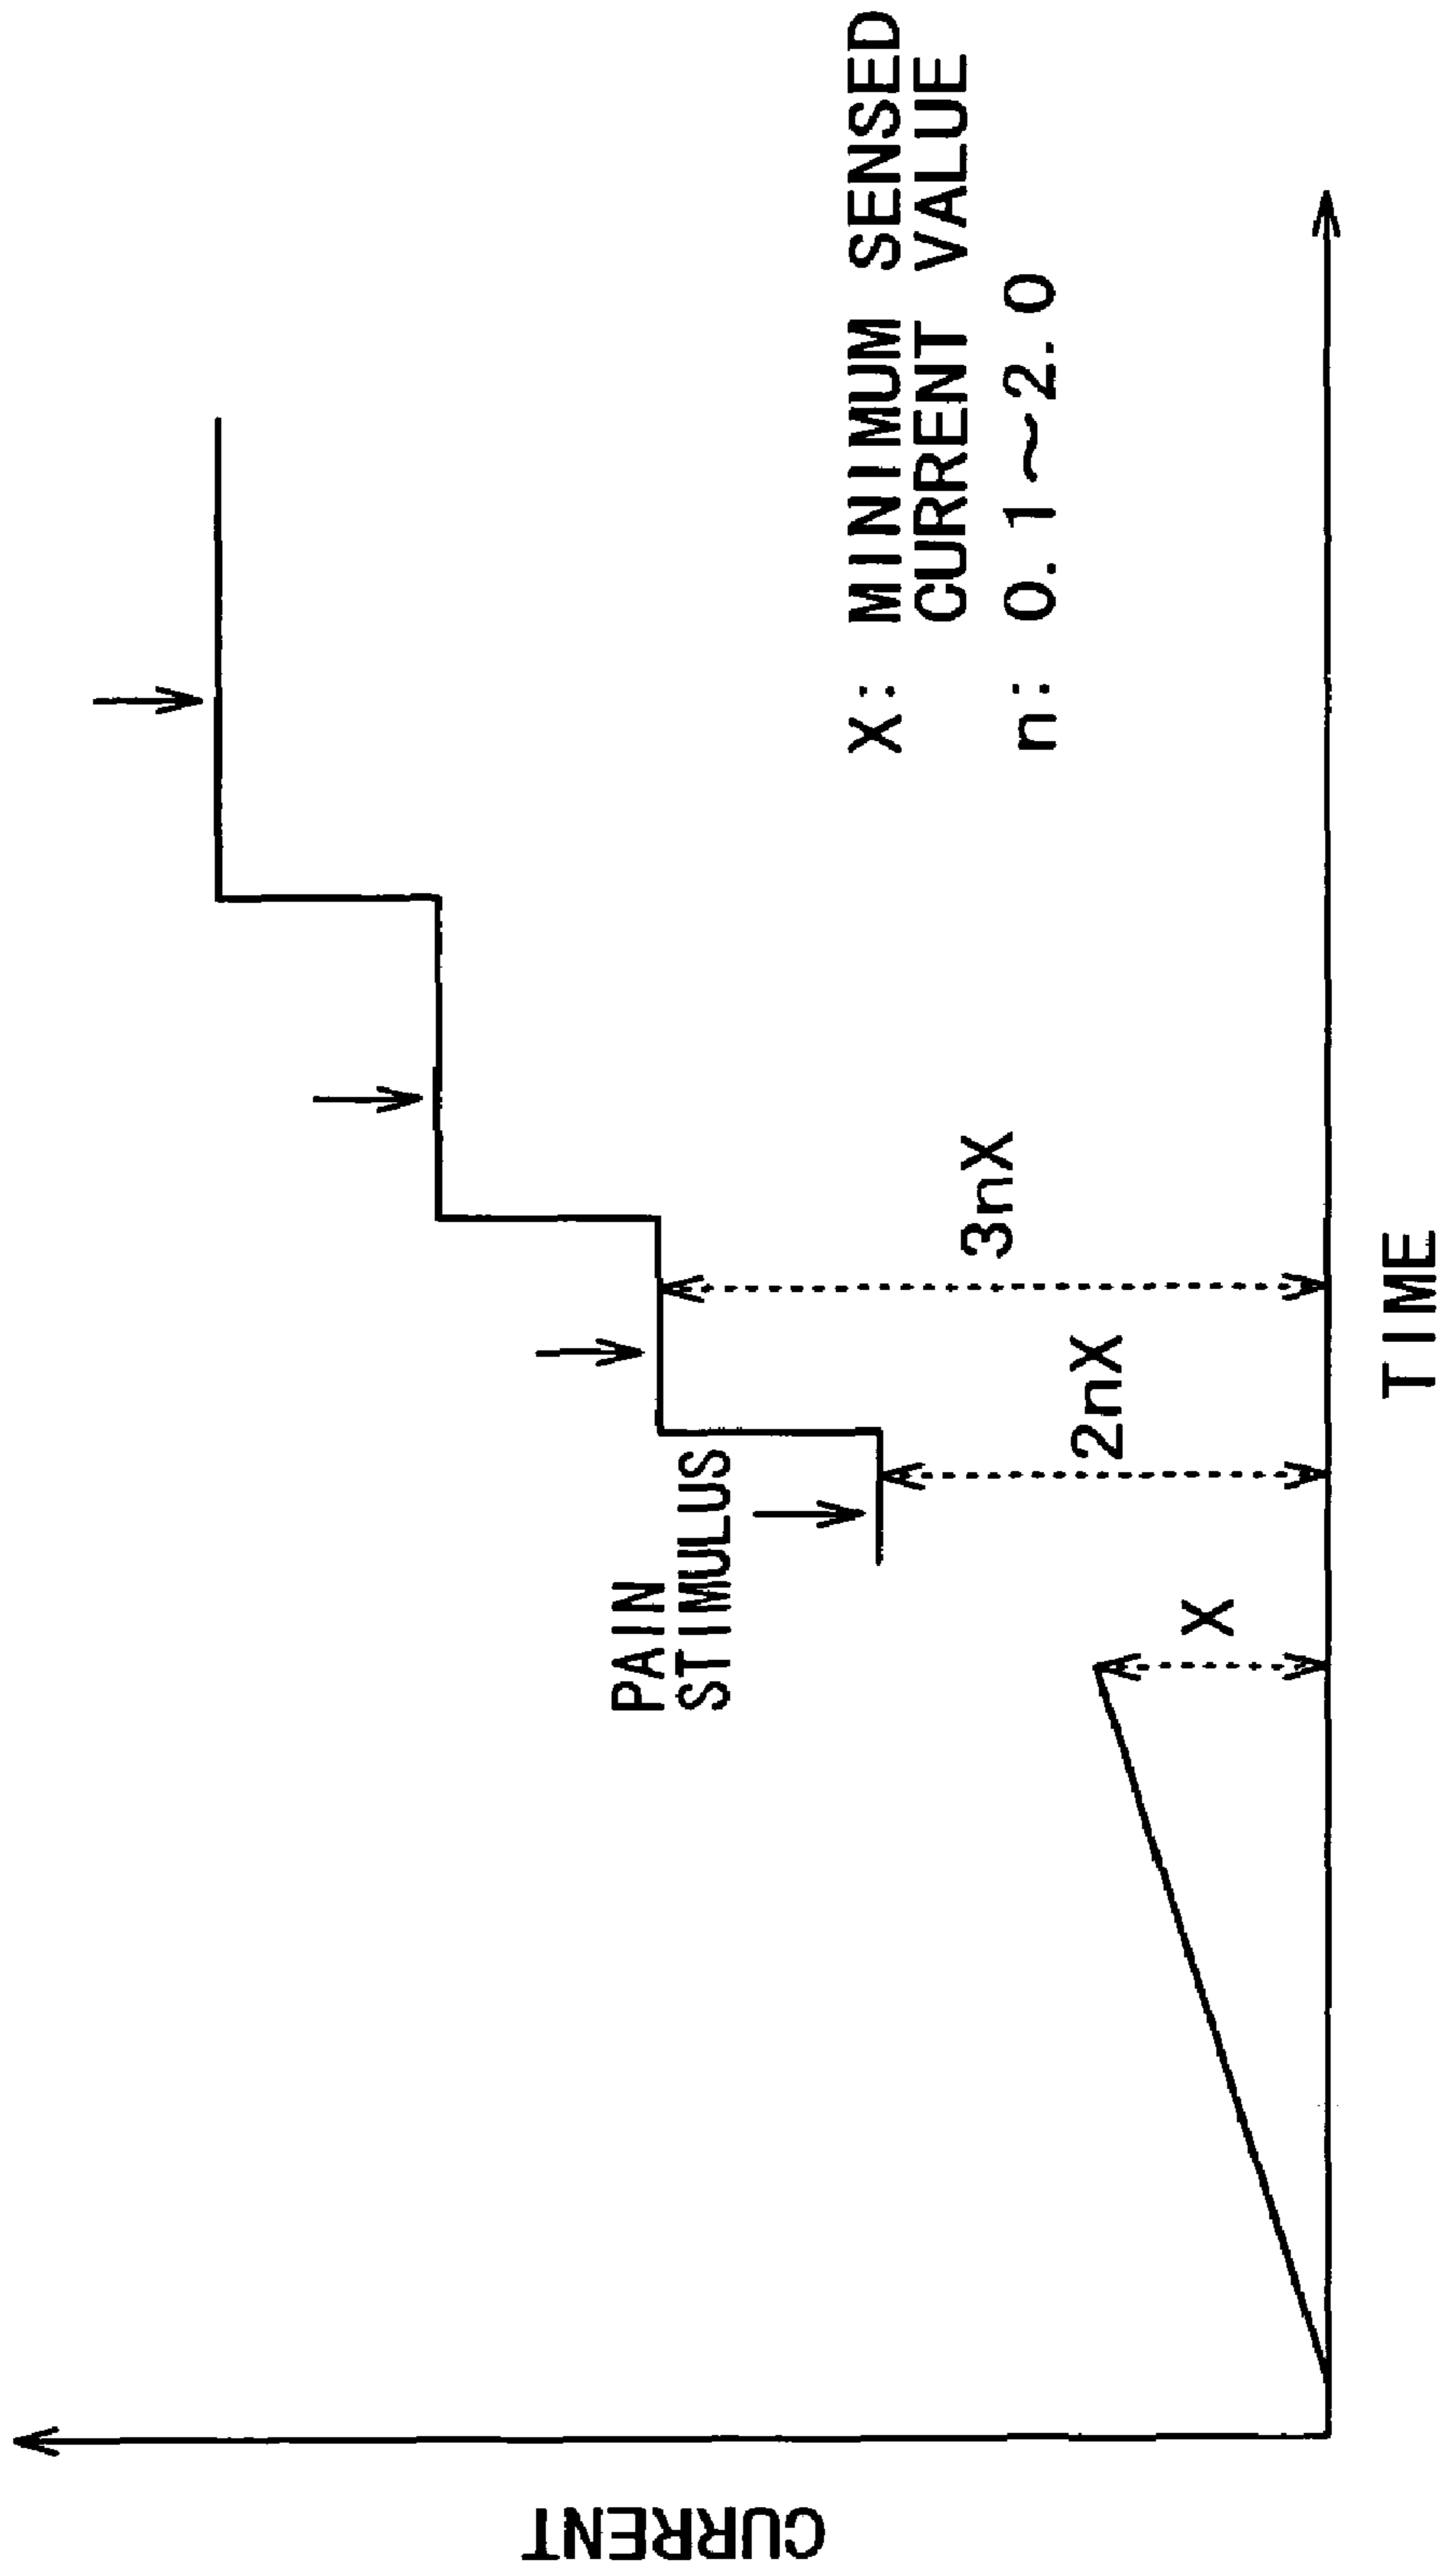 CURRENT
PAIN
STIMULUS
X
2nX
3nX
X: MINIMUM SENSED
CURRENT VALUE
n: 0.1~2.0
TIME